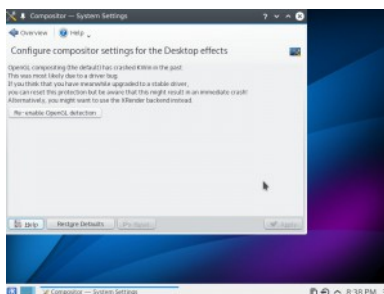 Compositor — System Settings
Overview Help
Configure compositor settings for the Desktop effects
OpenGL compositing (the default) has crashed KWin in the past.
This was most likely due to a driver bug.
If you think that you have meanwhile upgraded to a stable driver,
you can reset this protection but be aware that this might result in an immediate crash!
Alternatively, you might want to use the XRender backend instead.
Re-enable OpenGL detection
Help Restore Defaults Apply
Compositor — System Settings
8:38 PM